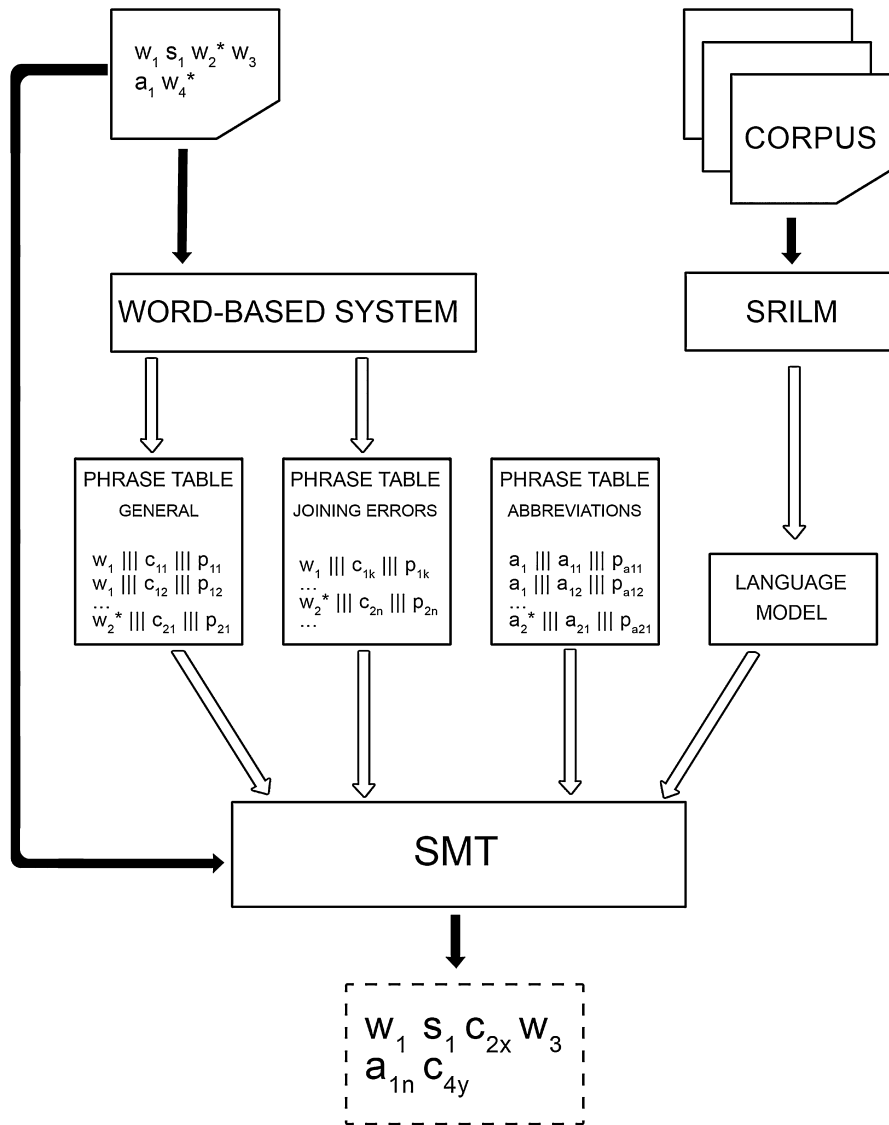 w₁ s₁ w₂* w₃
a₁ w₄*
CORPUS
WORD-BASED SYSTEM
SRILM
PHRASE TABLE
GENERAL
w₁ ||| c₁₁ ||| p₁₁
w₁ ||| c₁₂ ||| p₁₂
...
w₂* ||| c₂₁ ||| p₂₁
PHRASE TABLE
JOINING ERRORS
w₁ ||| c₁ₖ ||| p₁ₖ
...
w₂* ||| c₂ₙ ||| p₂ₙ
...
PHRASE TABLE
ABBREVIATIONS
a₁ ||| a₁₁ ||| pₐ₁₁
a₁ ||| a₁₂ ||| pₐ₁₂
...
a₂* ||| a₂₁ ||| pₐ₂₁
LANGUAGE
MODEL
SMT
w₁ s₁ c₂ₓ w₃
a₁ₙ c₄y